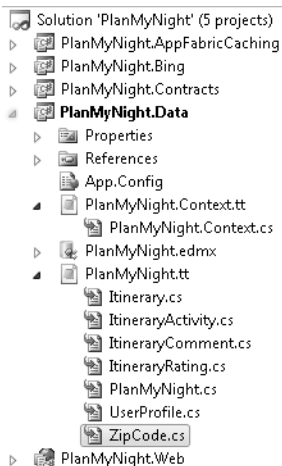 Solution 'PlanMyNight' (5 projects)
PlanMyNight.AppFabricCaching
PlanMyNight.Bing
PlanMyNight.Contracts
PlanMyNight.Data
Properties
References
App.Config
PlanMyNight.Context.tt
PlanMyNight.Context.cs
PlanMyNight.edmx
PlanMyNight.tt
Itinerary.cs
ItineraryActivity.cs
ItineraryComment.cs
ItineraryRating.cs
PlanMyNight.cs
UserProfile.cs
ZipCode.cs
PlanMyNight.Web